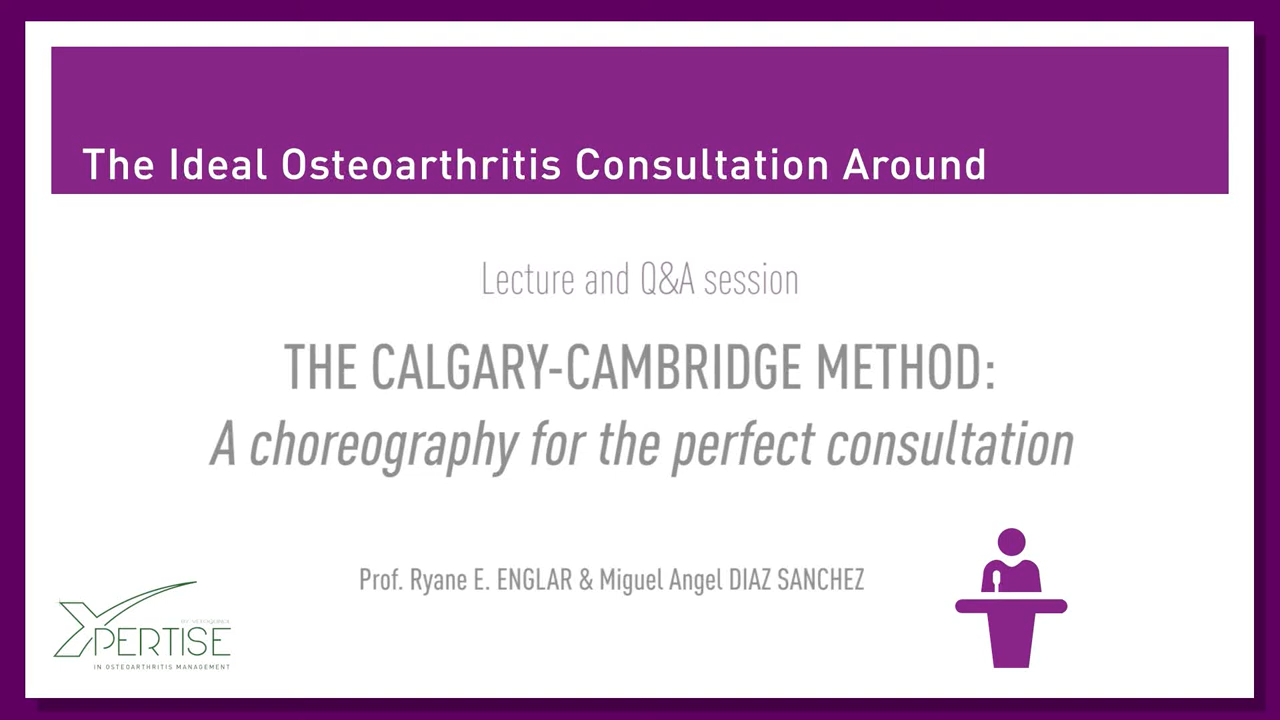 The Ideal Osteoarthritis Consultation Around
Lecture and Q&A session
THE CALGARY-CAMBRIDGE METHOD:
A choreography for the perfect consultation
Prof. Ryane E. ENGLAR & Miguel Angel DIAZ SANCHEZ
XPERTISE
IN OSTEOARTHRITIS MANAGEMENT